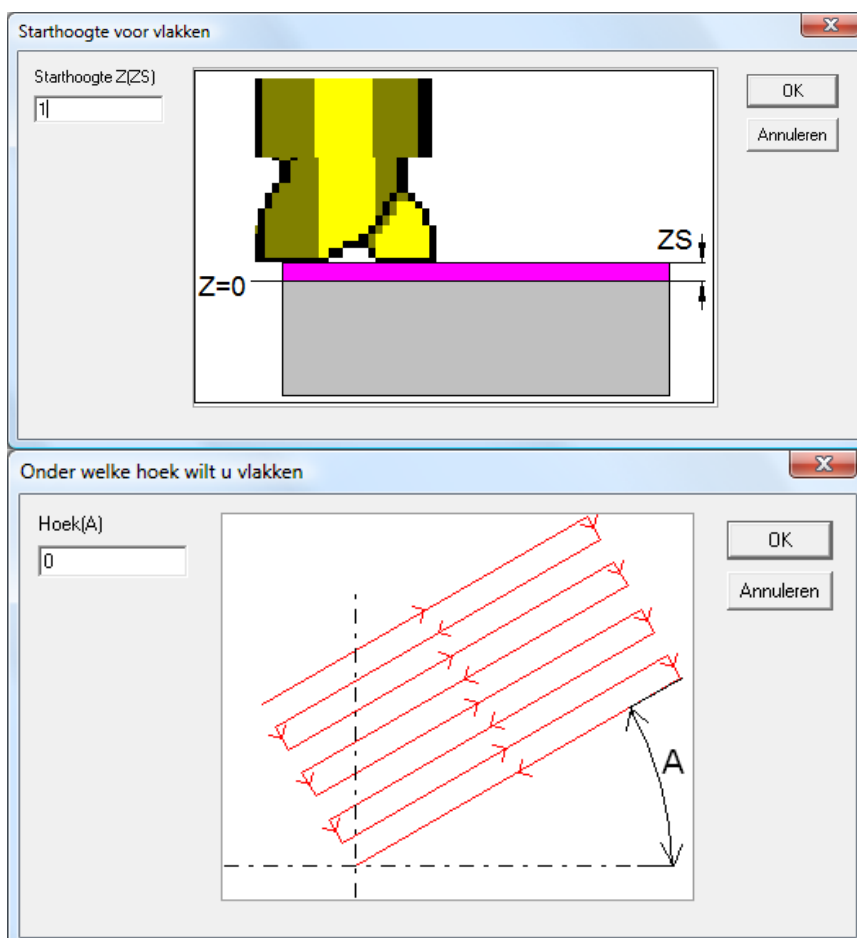 Starthoogte voor vlakken
Starthoogte Z(ZS)
1
OK
Annuleren
ZS
Z=0
Onder welke hoek wilt u vlakken
Hoek(A)
0
OK
Annuleren
A